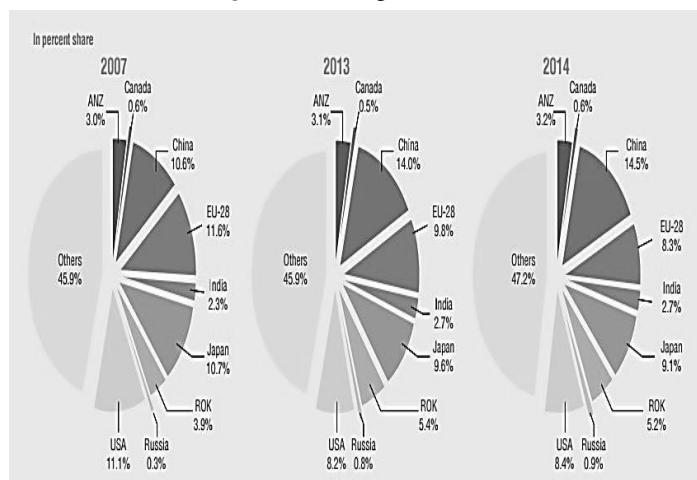 In percent share
2007
ANZ
3.0%
Canada
0.6%
China
10.6%
EU-28
11.6%
India
2.3%
Japan
10.7%
ROK
3.9%
Russia
0.3%
USA
11.1%
Others
45.9%
2013
ANZ
3.1%
Canada
0.5%
China
14.0%
EU-28
9.8%
India
2.7%
Japan
9.6%
ROK
5.4%
Russia
0.8%
USA
8.2%
Others
45.9%
2014
ANZ
3.2%
Canada
0.6%
China
14.5%
EU-28
8.3%
India
2.7%
Japan
9.1%
ROK
5.2%
Russia
0.9%
USA
8.4%
Others
47.2%